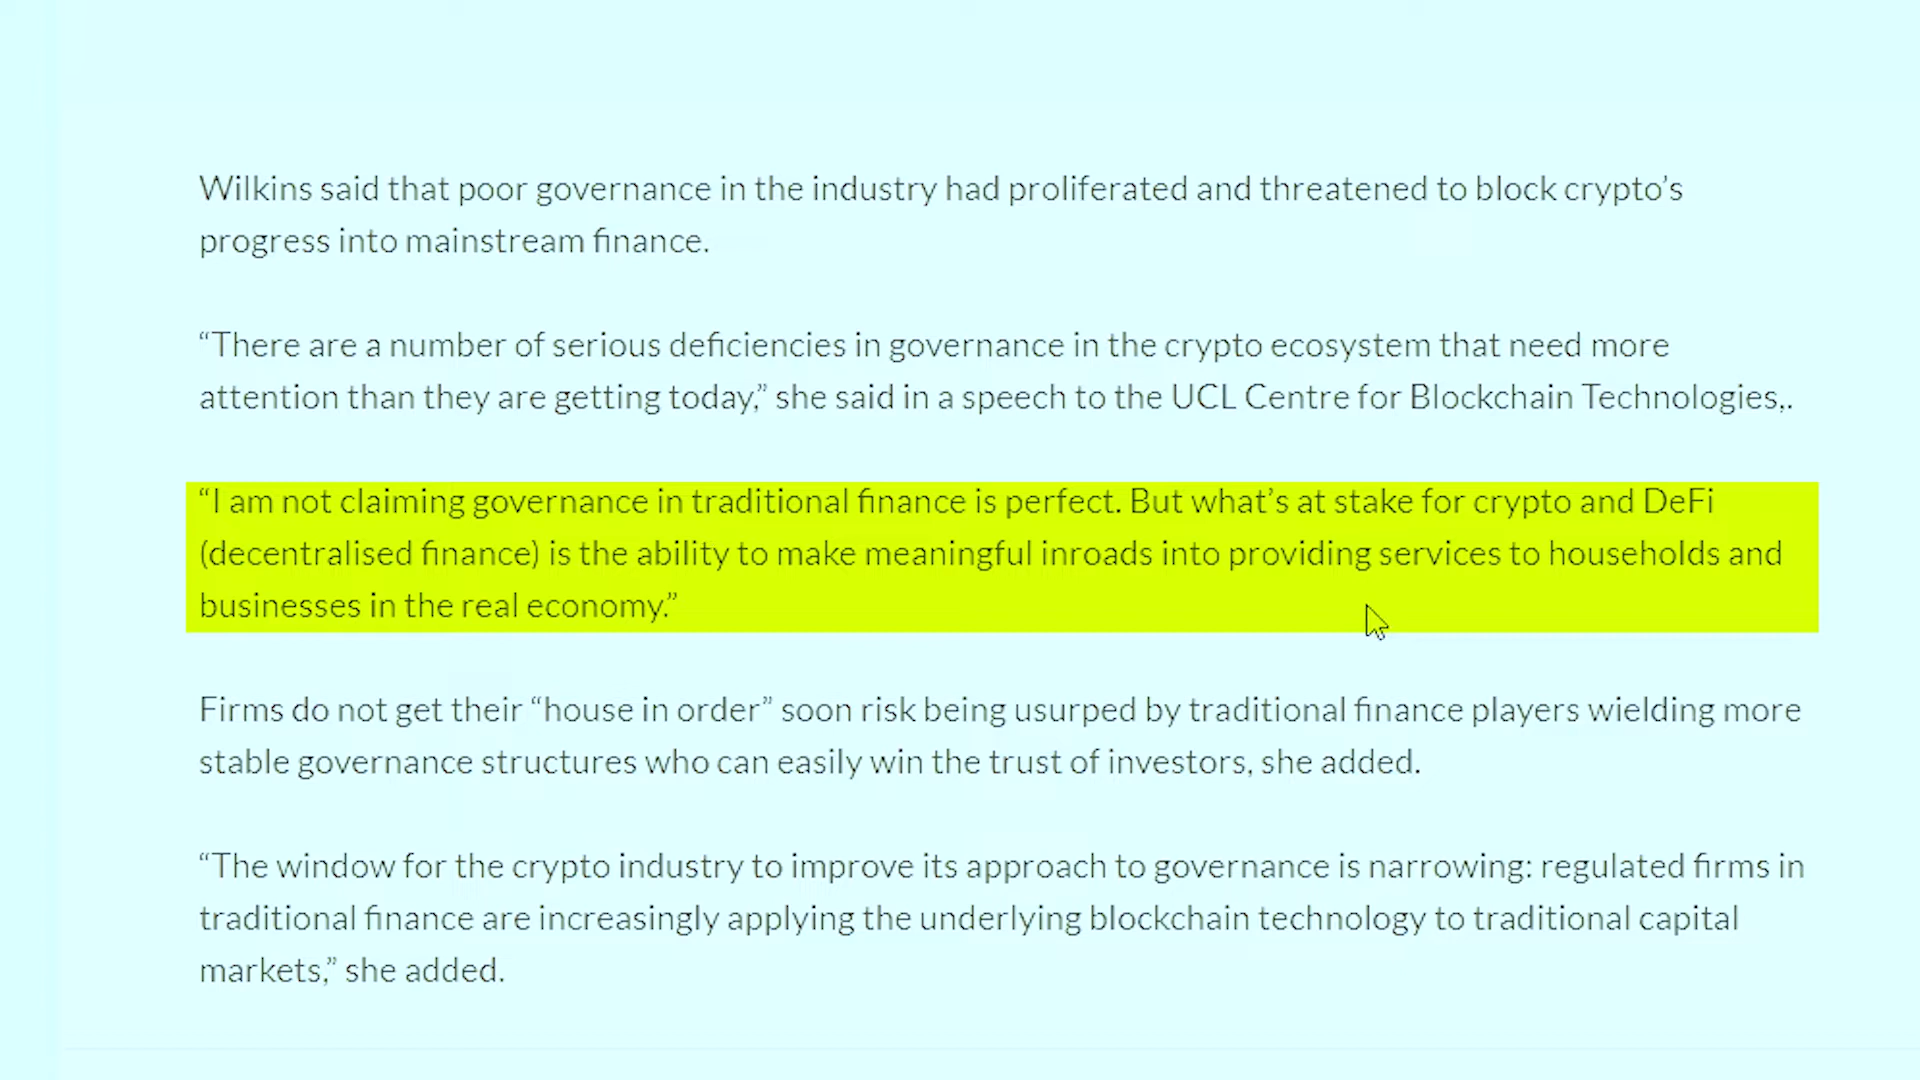 Wilkins said that poor governance in the industry had proliferated and threatened to block crypto’s
progress into mainstream finance.
“There are a number of serious deficiencies in governance in the crypto ecosystem that need more
attention than they are getting today,” she said in a speech to the UCL Centre for Blockchain Technologies,.
“I am not claiming governance in traditional finance is perfect. But what’s at stake for crypto and DeFi
(decentralised finance) is the ability to make meaningful inroads into providing services to households and
businesses in the real economy.”
Firms do not get their “house in order” soon risk being usurped by traditional finance players wielding more
stable governance structures who can easily win the trust of investors, she added.
“The window for the crypto industry to improve its approach to governance is narrowing: regulated firms in
traditional finance are increasingly applying the underlying blockchain technology to traditional capital
markets,” she added.